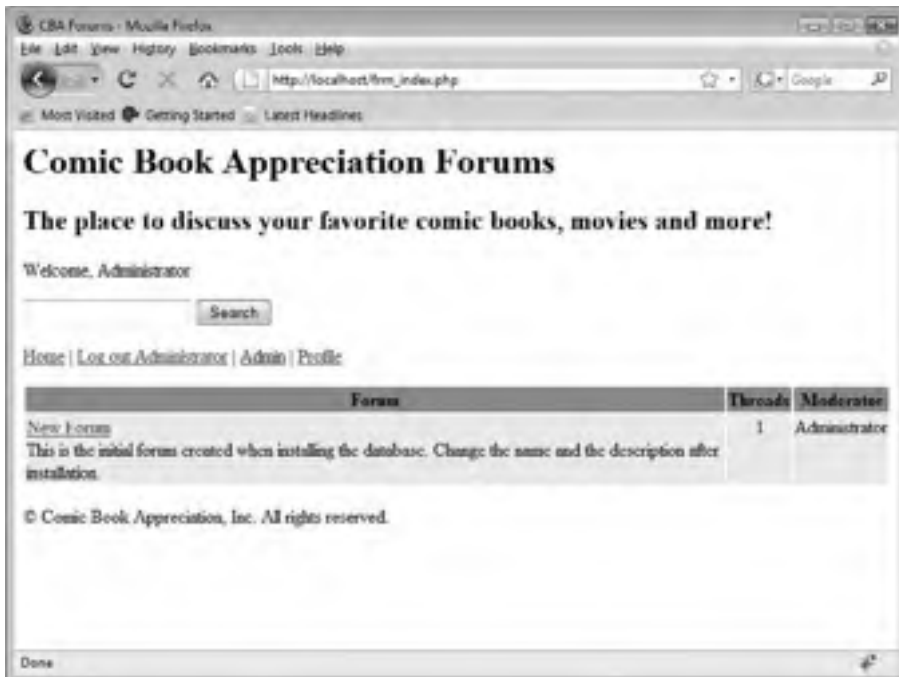 CBA Forums - Mozilla Firefox
File Edit View History Bookmarks Tools Help
http://localhost/frm_index.php
Google
Most Visited Getting Started Latest Headlines
Comic Book Appreciation Forums
The place to discuss your favorite comic books, movies and more!
Welcome, Administrator
Search
Home | Log out Administrator | Admin | Profile
Forum Threads Moderator
New Forum 1 Administrator
This is the initial forum created when installing the database. Change the name and the description after
installation.
© Comic Book Appreciation, Inc. All rights reserved.
Done